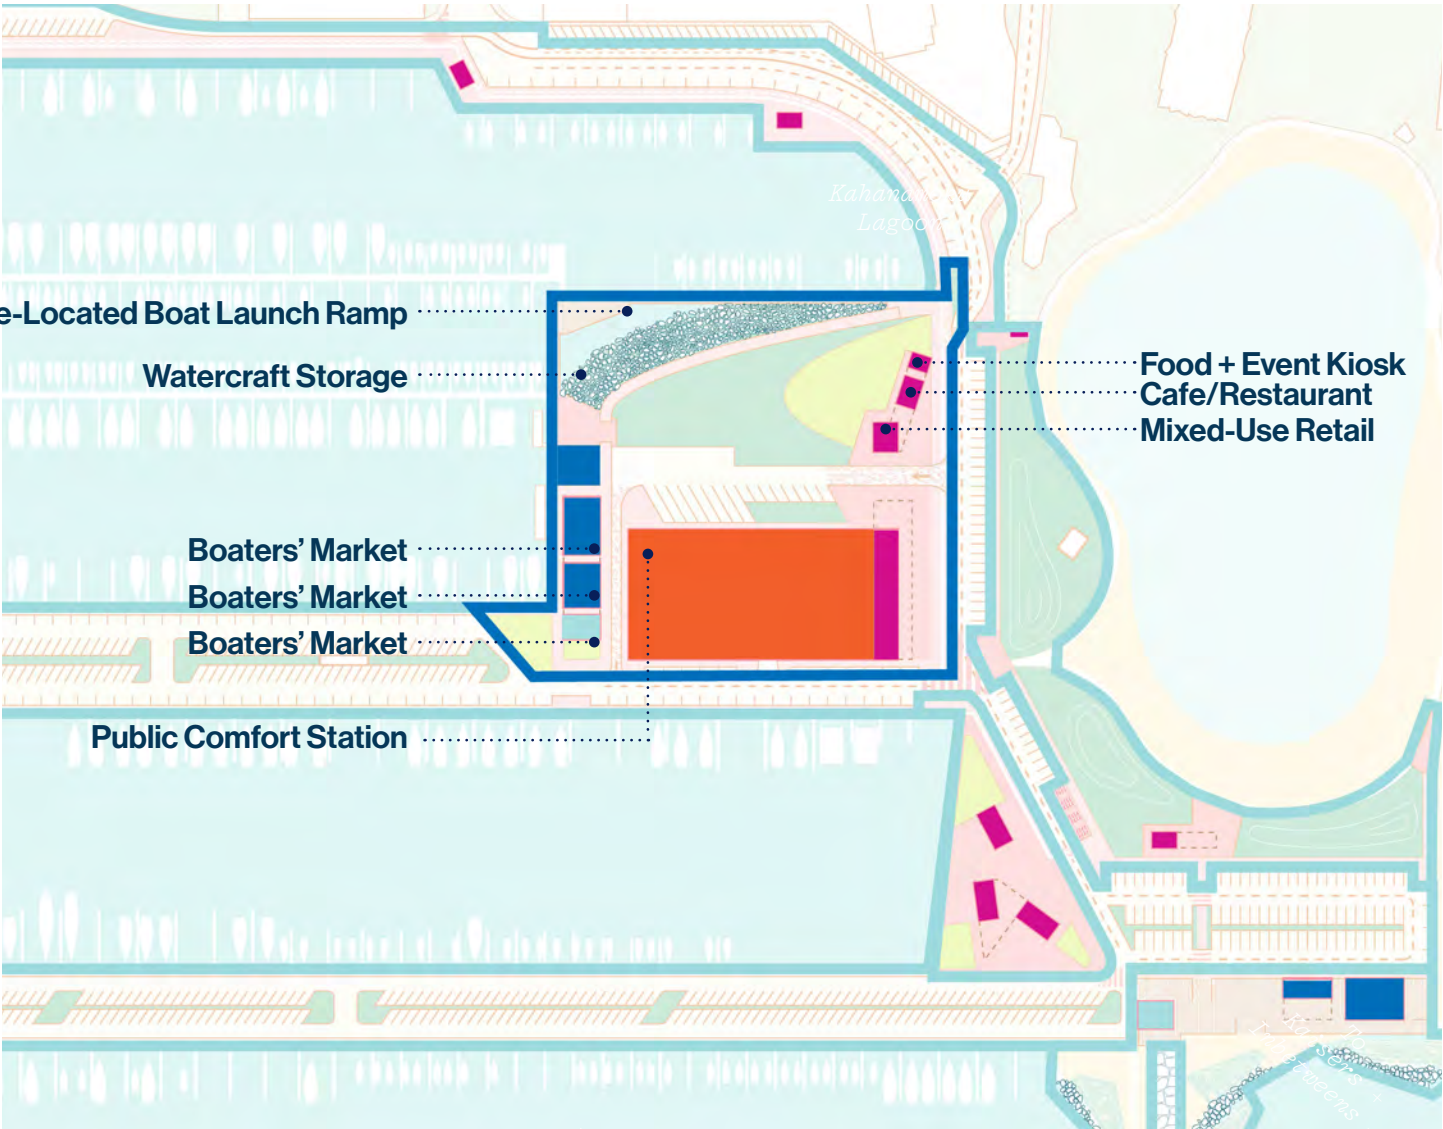 Lagoon
e-Located Boat Launch Ramp
Watercraft Storage
Food + Event Kiosk
Cafe/Restaurant
Mixed-Use Retail
Boaters’ Market
Boaters’ Market
Boaters’ Market
Public Comfort Station